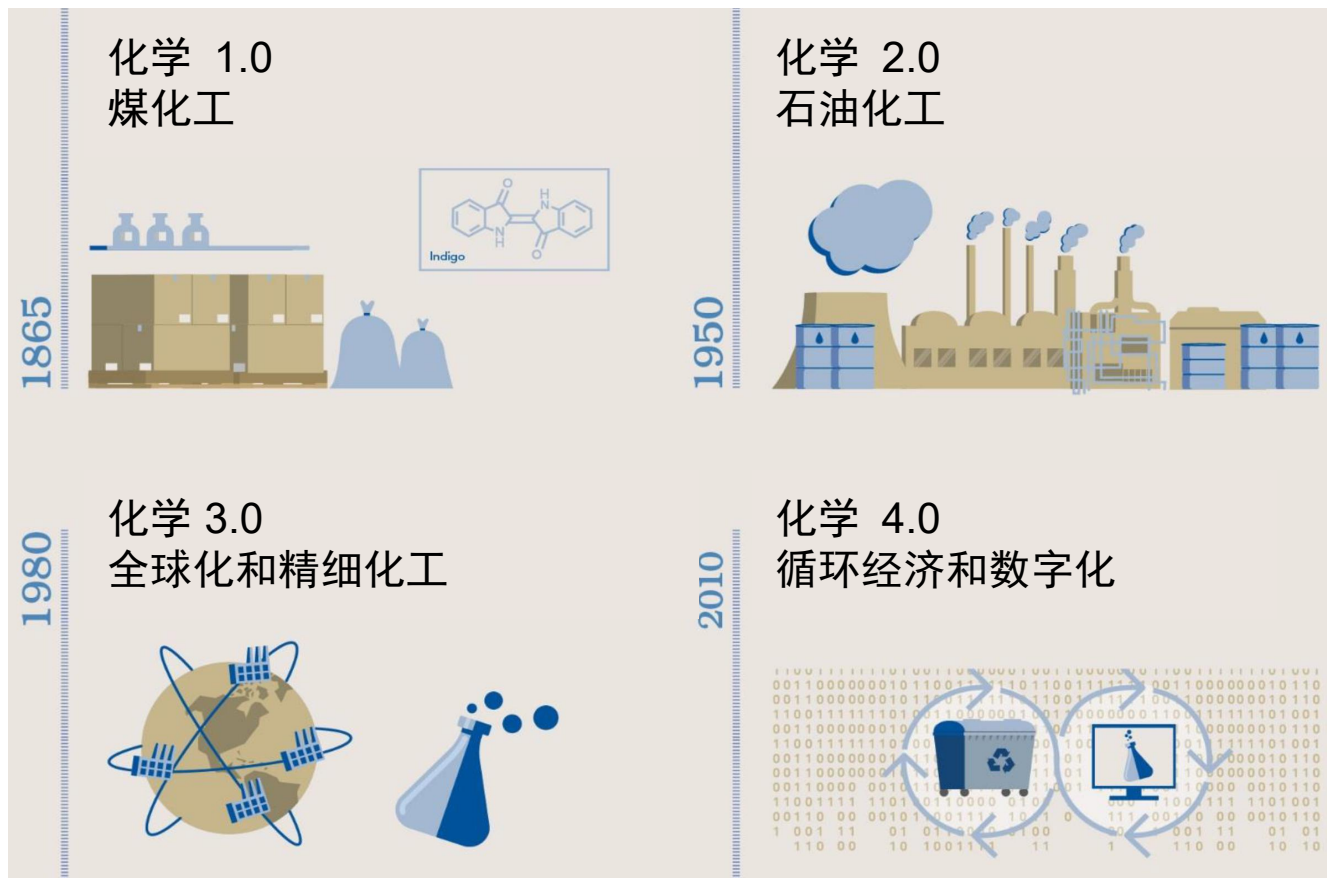 化学 1.0
煤化工
1865
Indigo
O
H
N
N
H
O
化学 2.0
石油化工
1950
化学 3.0
全球化和精细化工
1980
化学 4.0
循环经济和数字化
2010